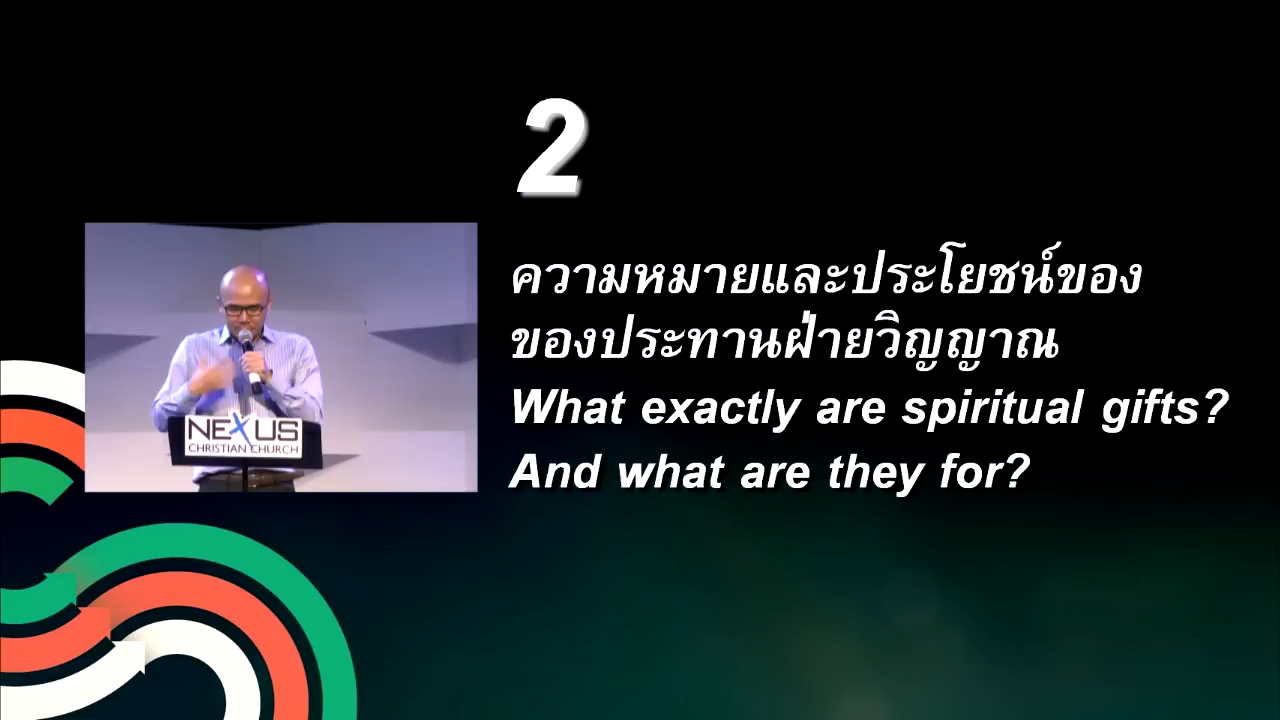 2
ความหมายและประโยชน์ของ
ของประทานฝ่ายวิญญาณ
What exactly are spiritual gifts?
And what are they for?
NEXUS
CHRISTIAN CHURCH